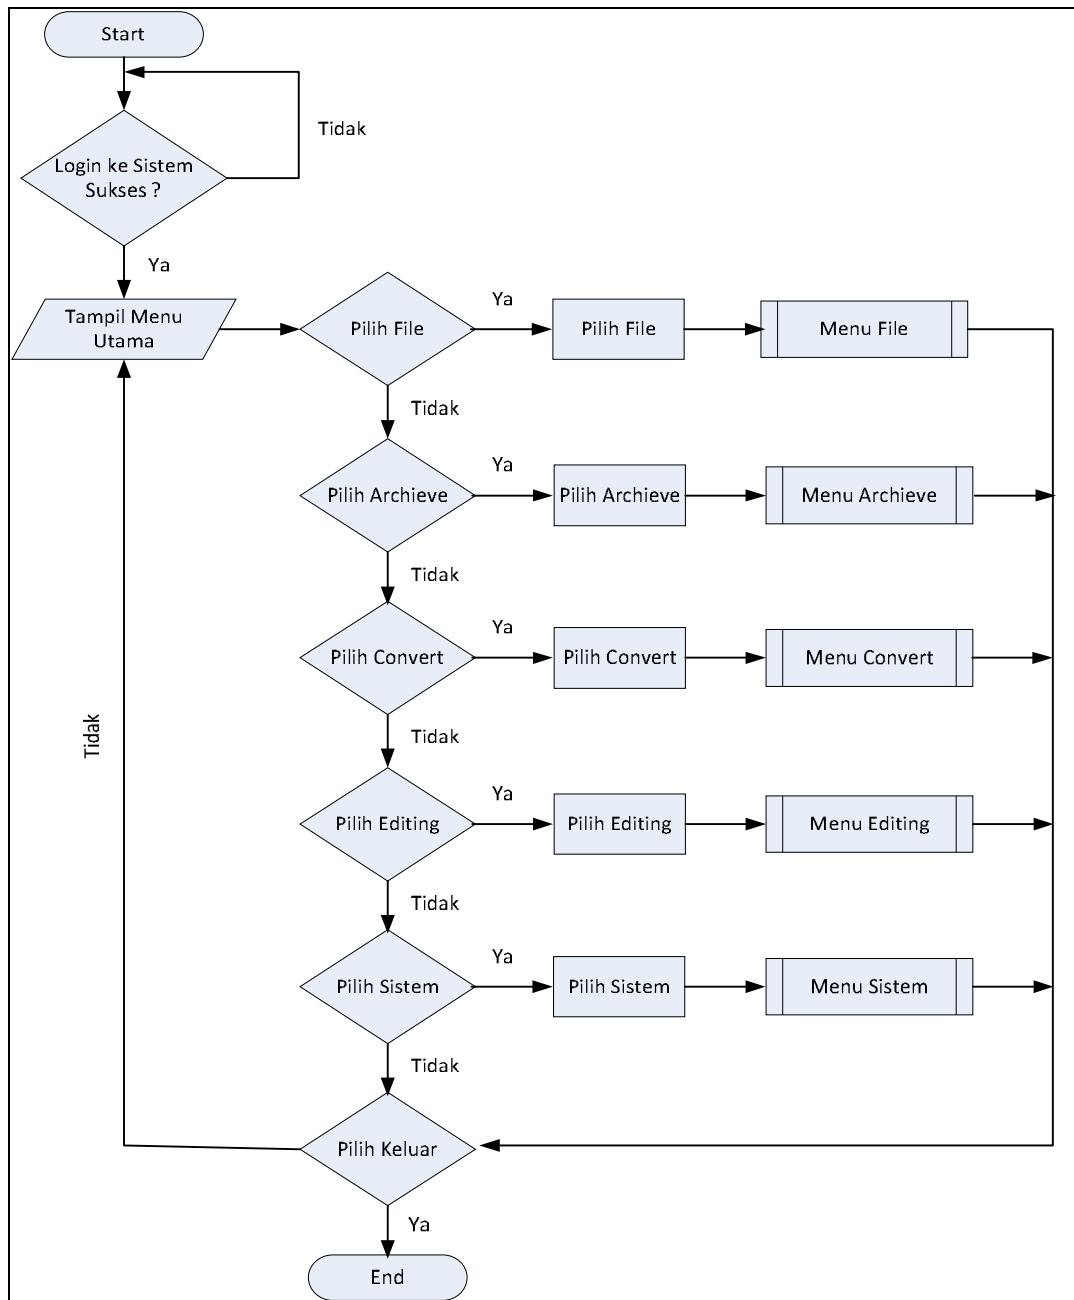 Start
Tidak
Login ke Sistem
Sukses ?
Ya
Tampil Menu
Utama
Pilih File
Ya
Pilih File
Menu File
Tidak
Pilih Archieve
Ya
Pilih Archieve
Menu Archieve
Tidak
Pilih Convert
Ya
Pilih Convert
Menu Convert
Tidak
Tidak
Pilih Editing
Ya
Pilih Editing
Menu Editing
Tidak
Pilih Sistem
Ya
Pilih Sistem
Menu Sistem
Tidak
Pilih Keluar
Ya
End